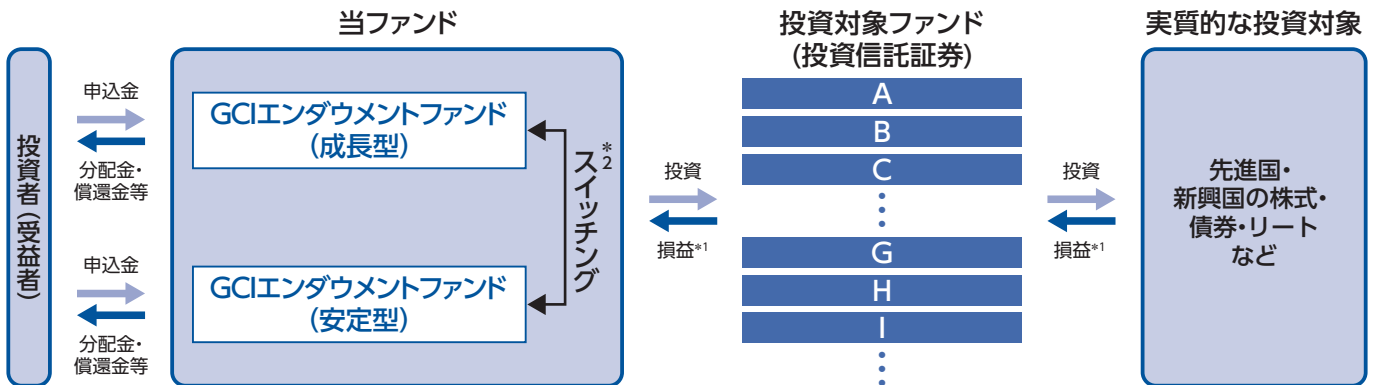 当ファンド
投資対象ファンド
(投資信託証券)
実質的な投資対象
投資者(受益者)
申込金
分配金・
償還金等
申込金
分配金・
償還金等
GCIエンダウメントファンド
(成長型)
GCIエンダウメントファンド
(安定型)
スイッチング*2
投資
損益*1
A
B
C
G
H
I
投資
損益*1
先進国・
新興国の株式・
債券・リート
など